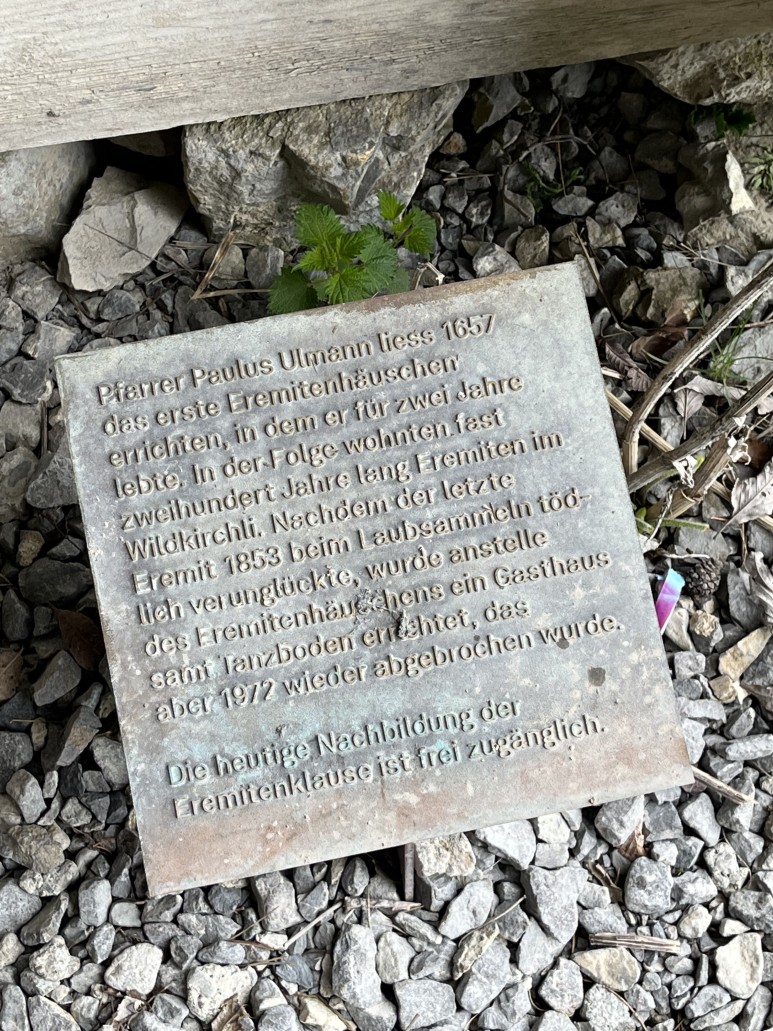 Pfarrer Paulus Ulmann liess 1657
das erste Eremitenhäuschen
errichten, in dem er für zwei Jahre
lebte. In der Folge wohnten fast
zweihundert Jahre lang Eremiten im
Wildkirchli. Nachdem der letzte
Eremit 1853 beim Laubsammeln töd-
lich verunglückte, wurde anstelle
des Eremitenhäuschens ein Gasthaus
samt Tanzboden errichtet, das
aber 1972 wieder abgebrochen wurde.
Die heutige Nachbildung der
Eremitenklause ist frei zugänglich.